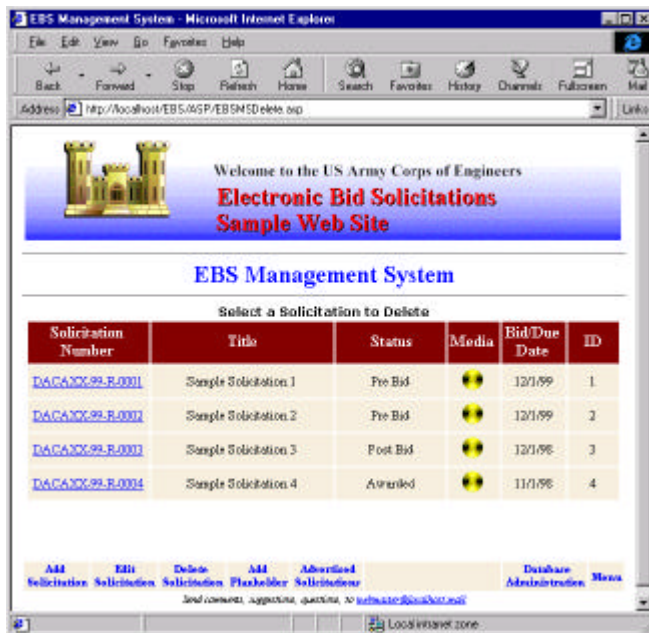 EBS Management System - Microsoft Internet Explorer
File Edit View Go Favorites Help
Back Forward Stop Refresh Home Search Favorites History Channels Fullscreen Mail
Address http://localhost/EBS/ASP/EBSMSDelete.asp Links
Welcome to the US Army Corps of Engineers
Electronic Bid Solicitations
Sample Web Site
EBS Management System
Select a Solicitation to Delete
Solicitation Number Title Status Media Bid/Due Date ID
DACAXX-99-R-0001 Sample Solicitation 1 Pre Bid 12/1/99 1
DACAXX-99-R-0002 Sample Solicitation 2 Pre Bid 12/1/99 2
DACAXX-99-R-0003 Sample Solicitation 3 Post Bid 12/1/98 3
DACAXX-99-R-0004 Sample Solicitation 4 Awarded 11/1/98 4
Add Solicitation Edit Solicitation Delete Solicitation Add Planholder Advertised Solicitations Database Administration Menu
Send comments, suggestions, questions, to webmaster@localhost.mail
Local intranet zone